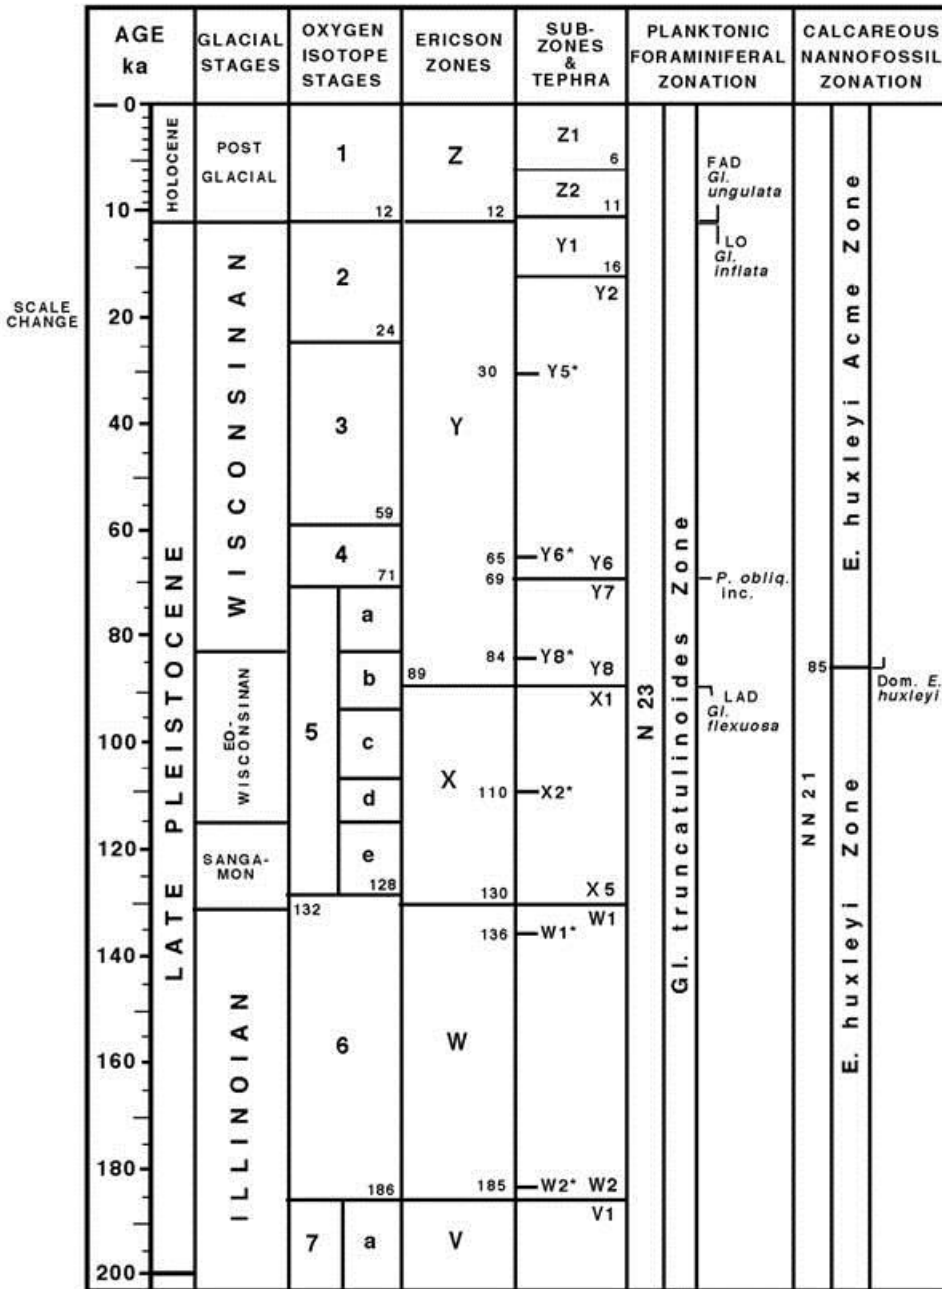 AGE
ka
GLACIAL
STAGES
OXYGEN
ISOTOPE
STAGES
ERICSON
ZONES
SUB-
ZONES
&
TEPHRA
PLANKTONIC
FORAMINIFERAL
ZONATION
CALCAREOUS
NANNOFOSSIL
ZONATION
0
10
20
40
60
80
100
120
140
160
180
200
SCALE
CHANGE
HOLOCENE
LATE PLEISTOCENE
POST
GLACIAL
WISCONSINAN
EO-
WISCONSINAN
SANGA-
MON
ILLINOIAN
1
12
2
24
3
59
4
71
5
a
b
c
d
e
128
132
6
186
7
a
Z
12
Y
30
65
69
84
89
X
110
130
136
W
185
V
Z1
6
Z2
11
Y1
16
Y2
Y5*
Y6*
Y6
Y7
Y8*
Y8
X1
X2*
X5
W1
W1*
W2*
W2
V1
N 23
Gl. truncatulinoides Zone
FAD
Gl.
ungulata
LO
Gl.
inflata
P. obliq.
inc.
LAD
Gl.
flexuosa
NN 21
85
E. huxleyi Acme Zone
E. huxleyi Zone
Dom. E.
huxleyi